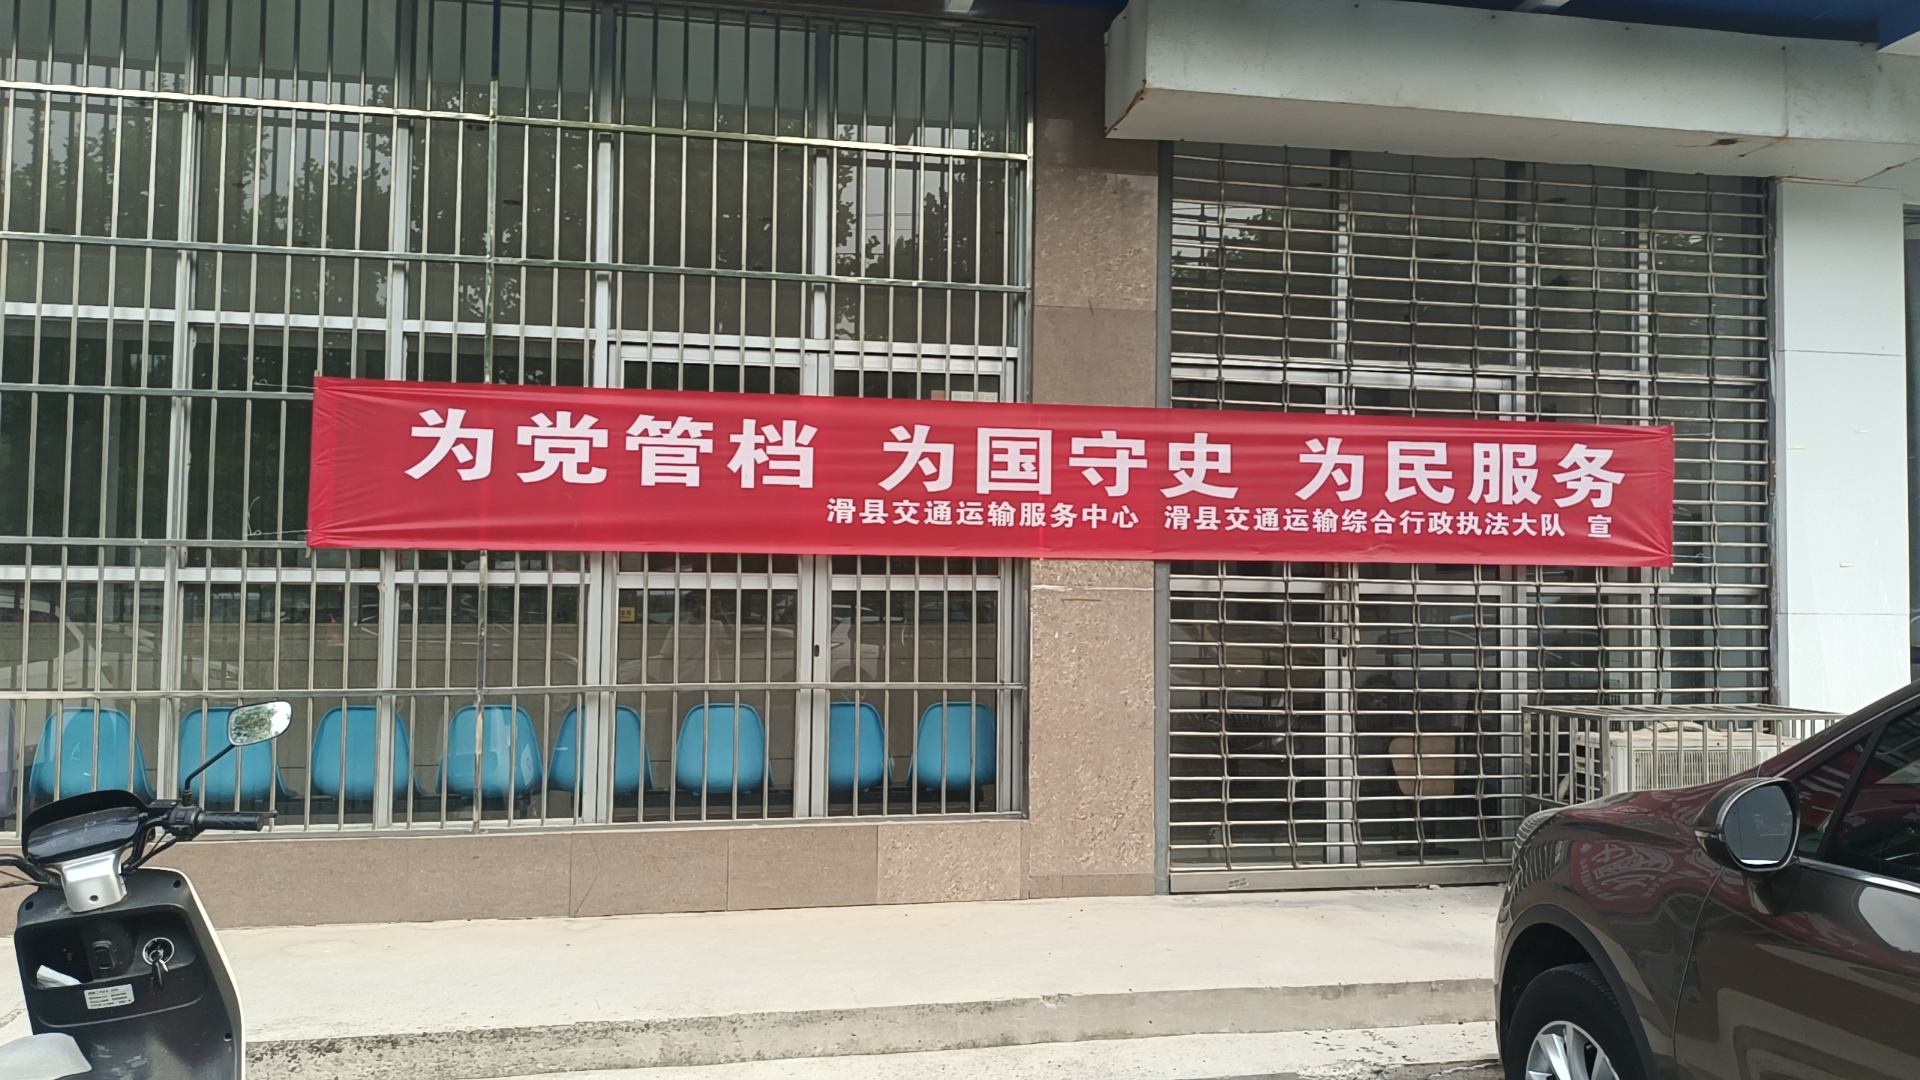 为党管档 为国守史 为民服务
滑县交通运输服务中心 滑县交通运输综合行政执法大队 宣